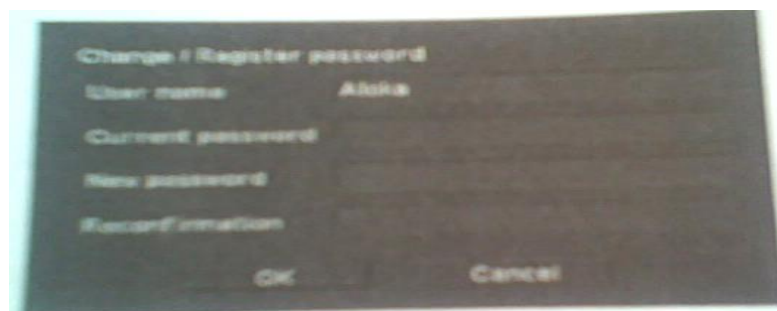 Change / Register password
User name Aloka
Current password
New password
Reconfirmation
OK Cancel